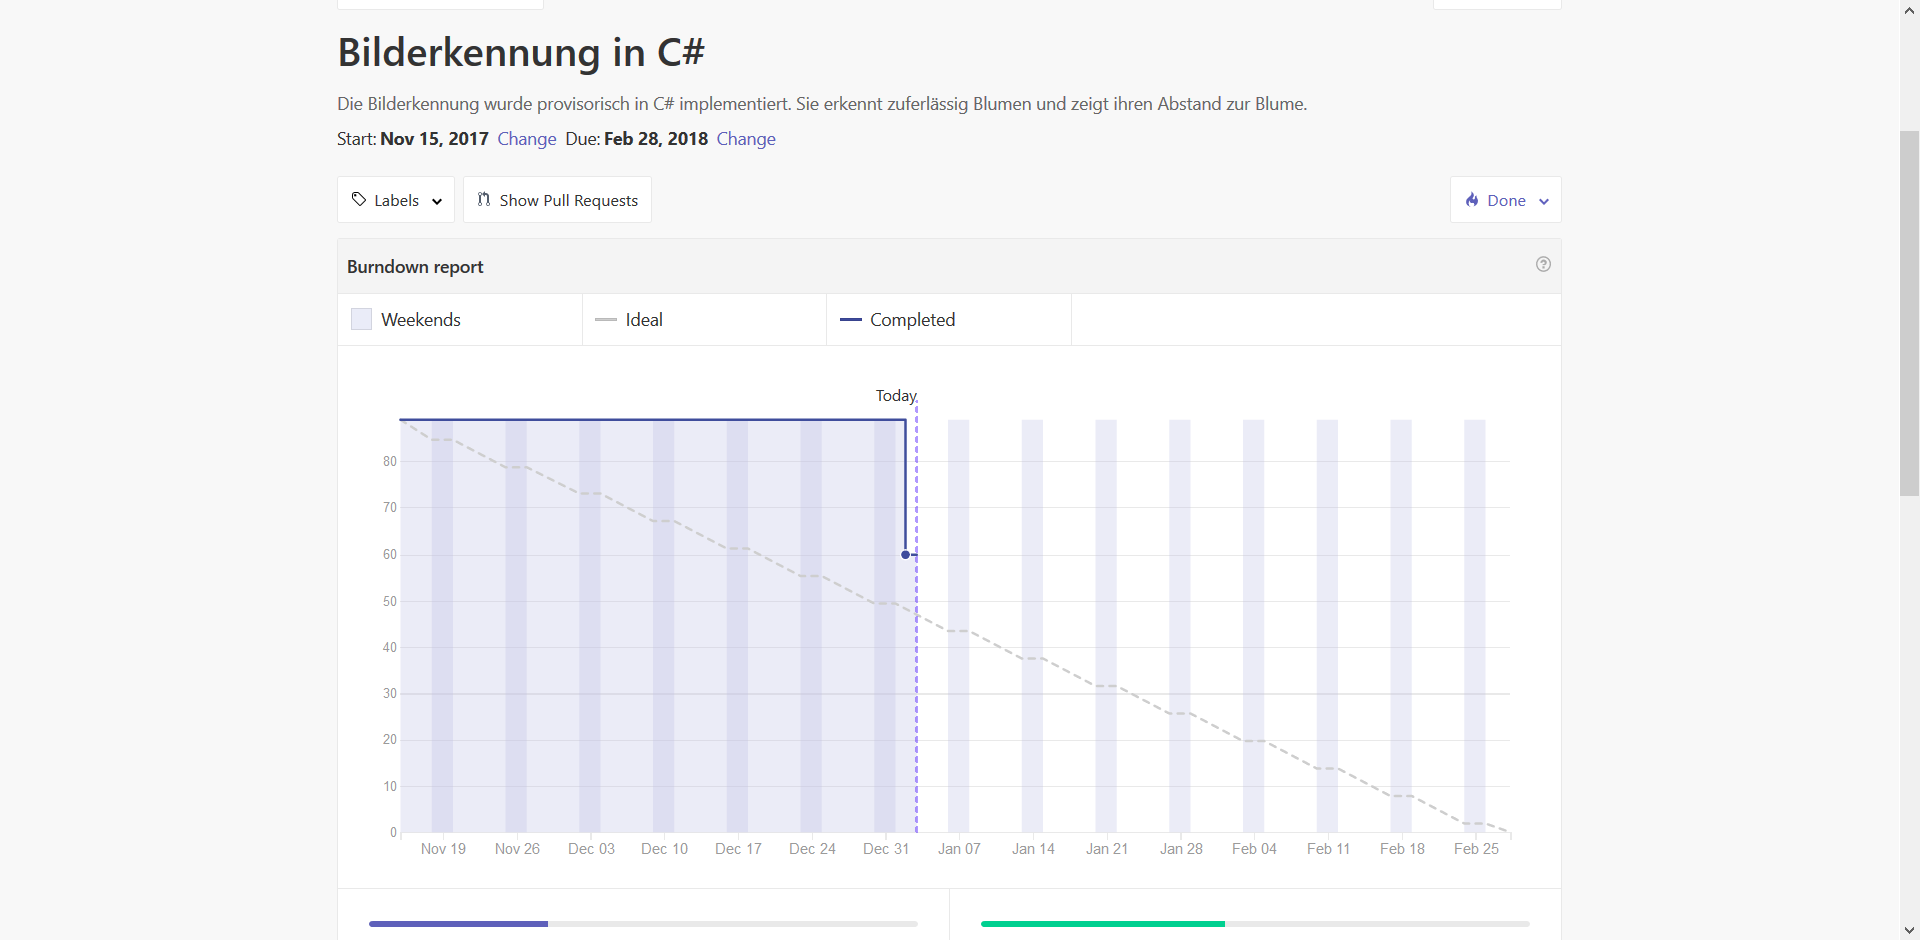 Bilderkennung in C#
Die Bilderkennung wurde provisorisch in C# implementiert. Sie erkennt zuferlässig Blumen und zeigt ihren Abstand zur Blume.
Start: Nov 15, 2017 Change Due: Feb 28, 2018 Change
Labels Show Pull Requests Done
Burndown report
Weekends Ideal Completed
Today
80
70
60
50
40
30
20
10
0
Nov 19 Nov 26 Dec 03 Dec 10 Dec 17 Dec 24 Dec 31 Jan 07 Jan 14 Jan 21 Jan 28 Feb 04 Feb 11 Feb 18 Feb 25